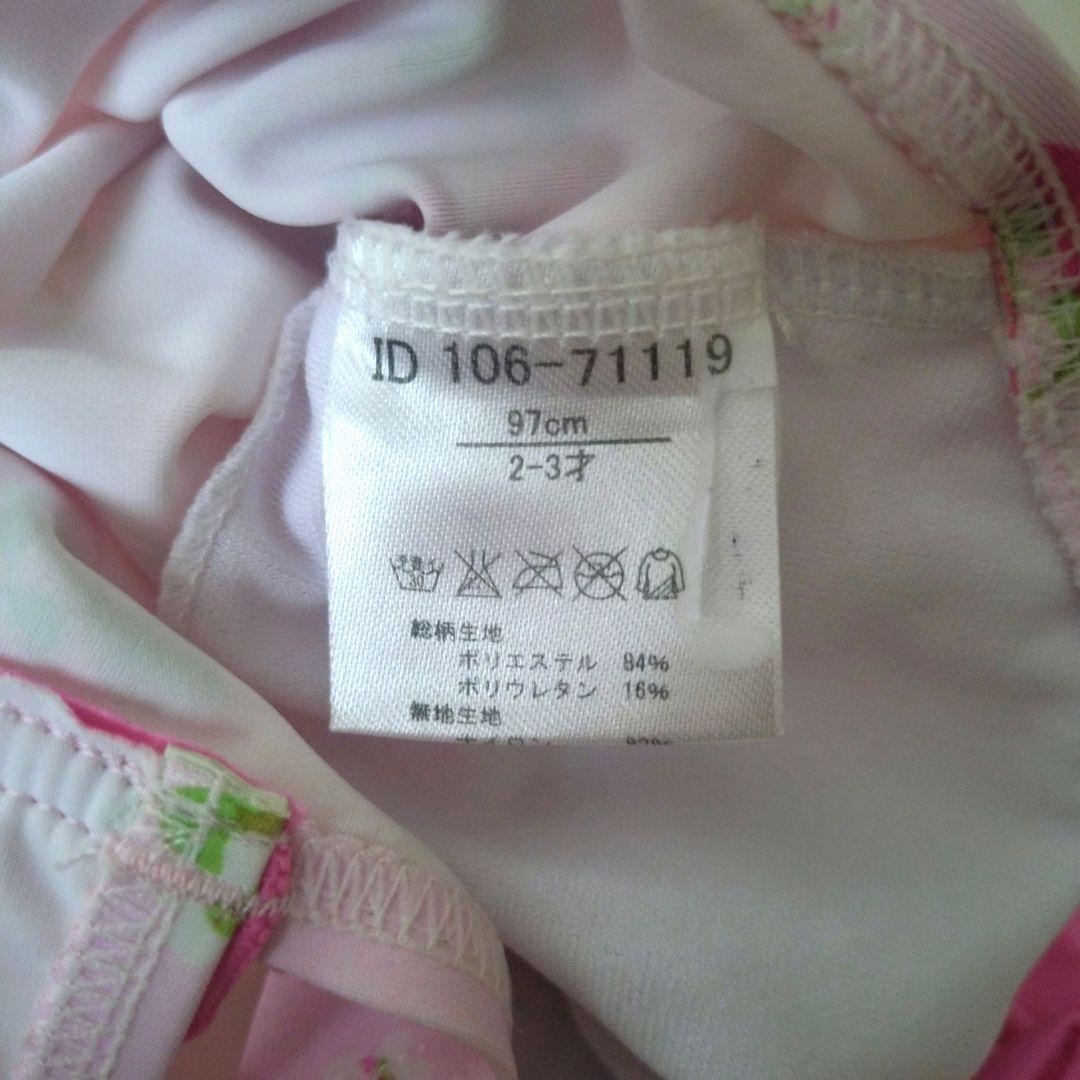 ID 106-71119
97cm
2-3才
総柄生地
ポリエステル 84%
ポリウレタン 16%
無地生地